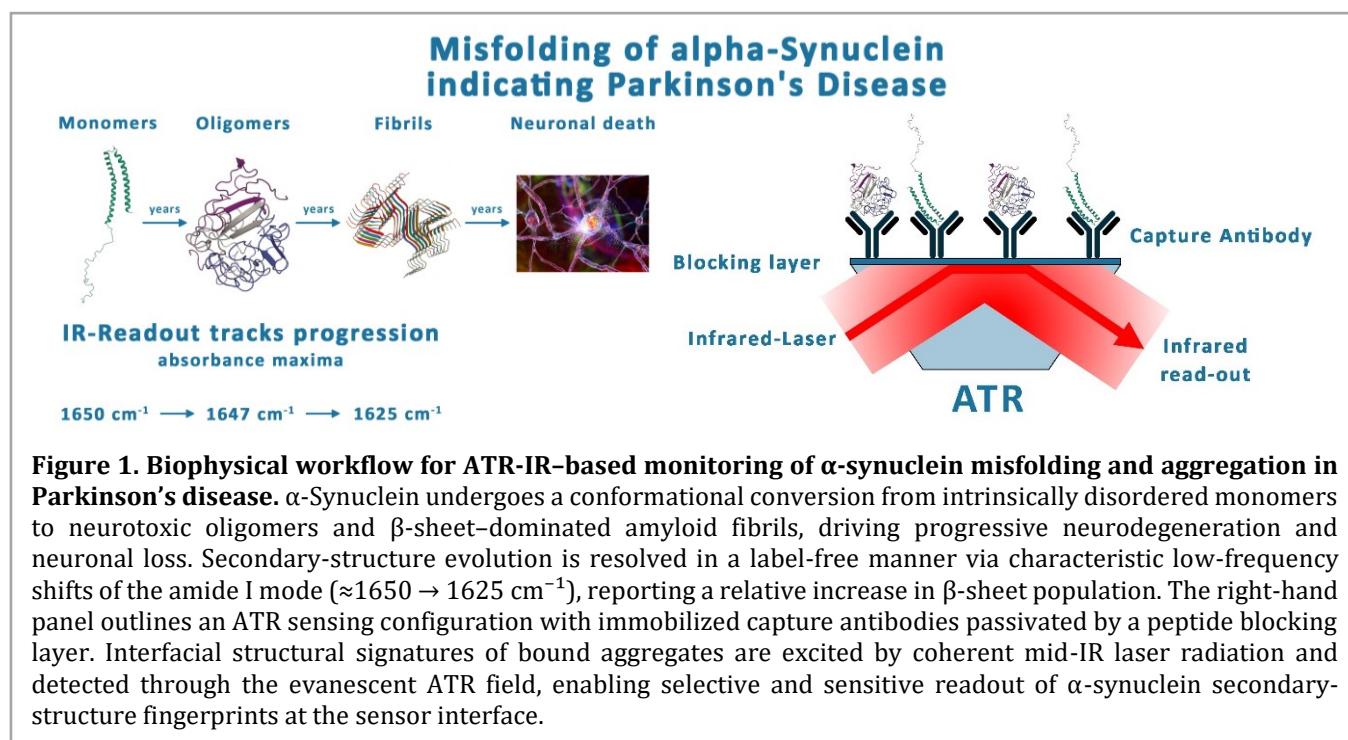 Misfolding of alpha-Synuclein
indicating Parkinson's Disease
Monomers
Oligomers
Fibrils
Neuronal death
years
years
years
IR-Readout tracks progression
absorbance maxima
1650 cm⁻¹ → 1647 cm⁻¹ → 1625 cm⁻¹
Capture Antibody
Blocking layer
Infrared-Laser
Infrared
read-out
ATR
Figure 1. Biophysical workflow for ATR-IR–based monitoring of α-synuclein misfolding and aggregation in
Parkinson’s disease. α-Synuclein undergoes a conformational conversion from intrinsically disordered monomers
to neurotoxic oligomers and β-sheet–dominated amyloid fibrils, driving progressive neurodegeneration and
neuronal loss. Secondary-structure evolution is resolved in a label-free manner via characteristic low-frequency
shifts of the amide I mode (≈1650 → 1625 cm⁻¹), reporting a relative increase in β-sheet population. The right-hand
panel outlines an ATR sensing configuration with immobilized capture antibodies passivated by a peptide blocking
layer. Interfacial structural signatures of bound aggregates are excited by coherent mid-IR laser radiation and
detected through the evanescent ATR field, enabling selective and sensitive readout of α-synuclein secondary-
structure fingerprints at the sensor interface.